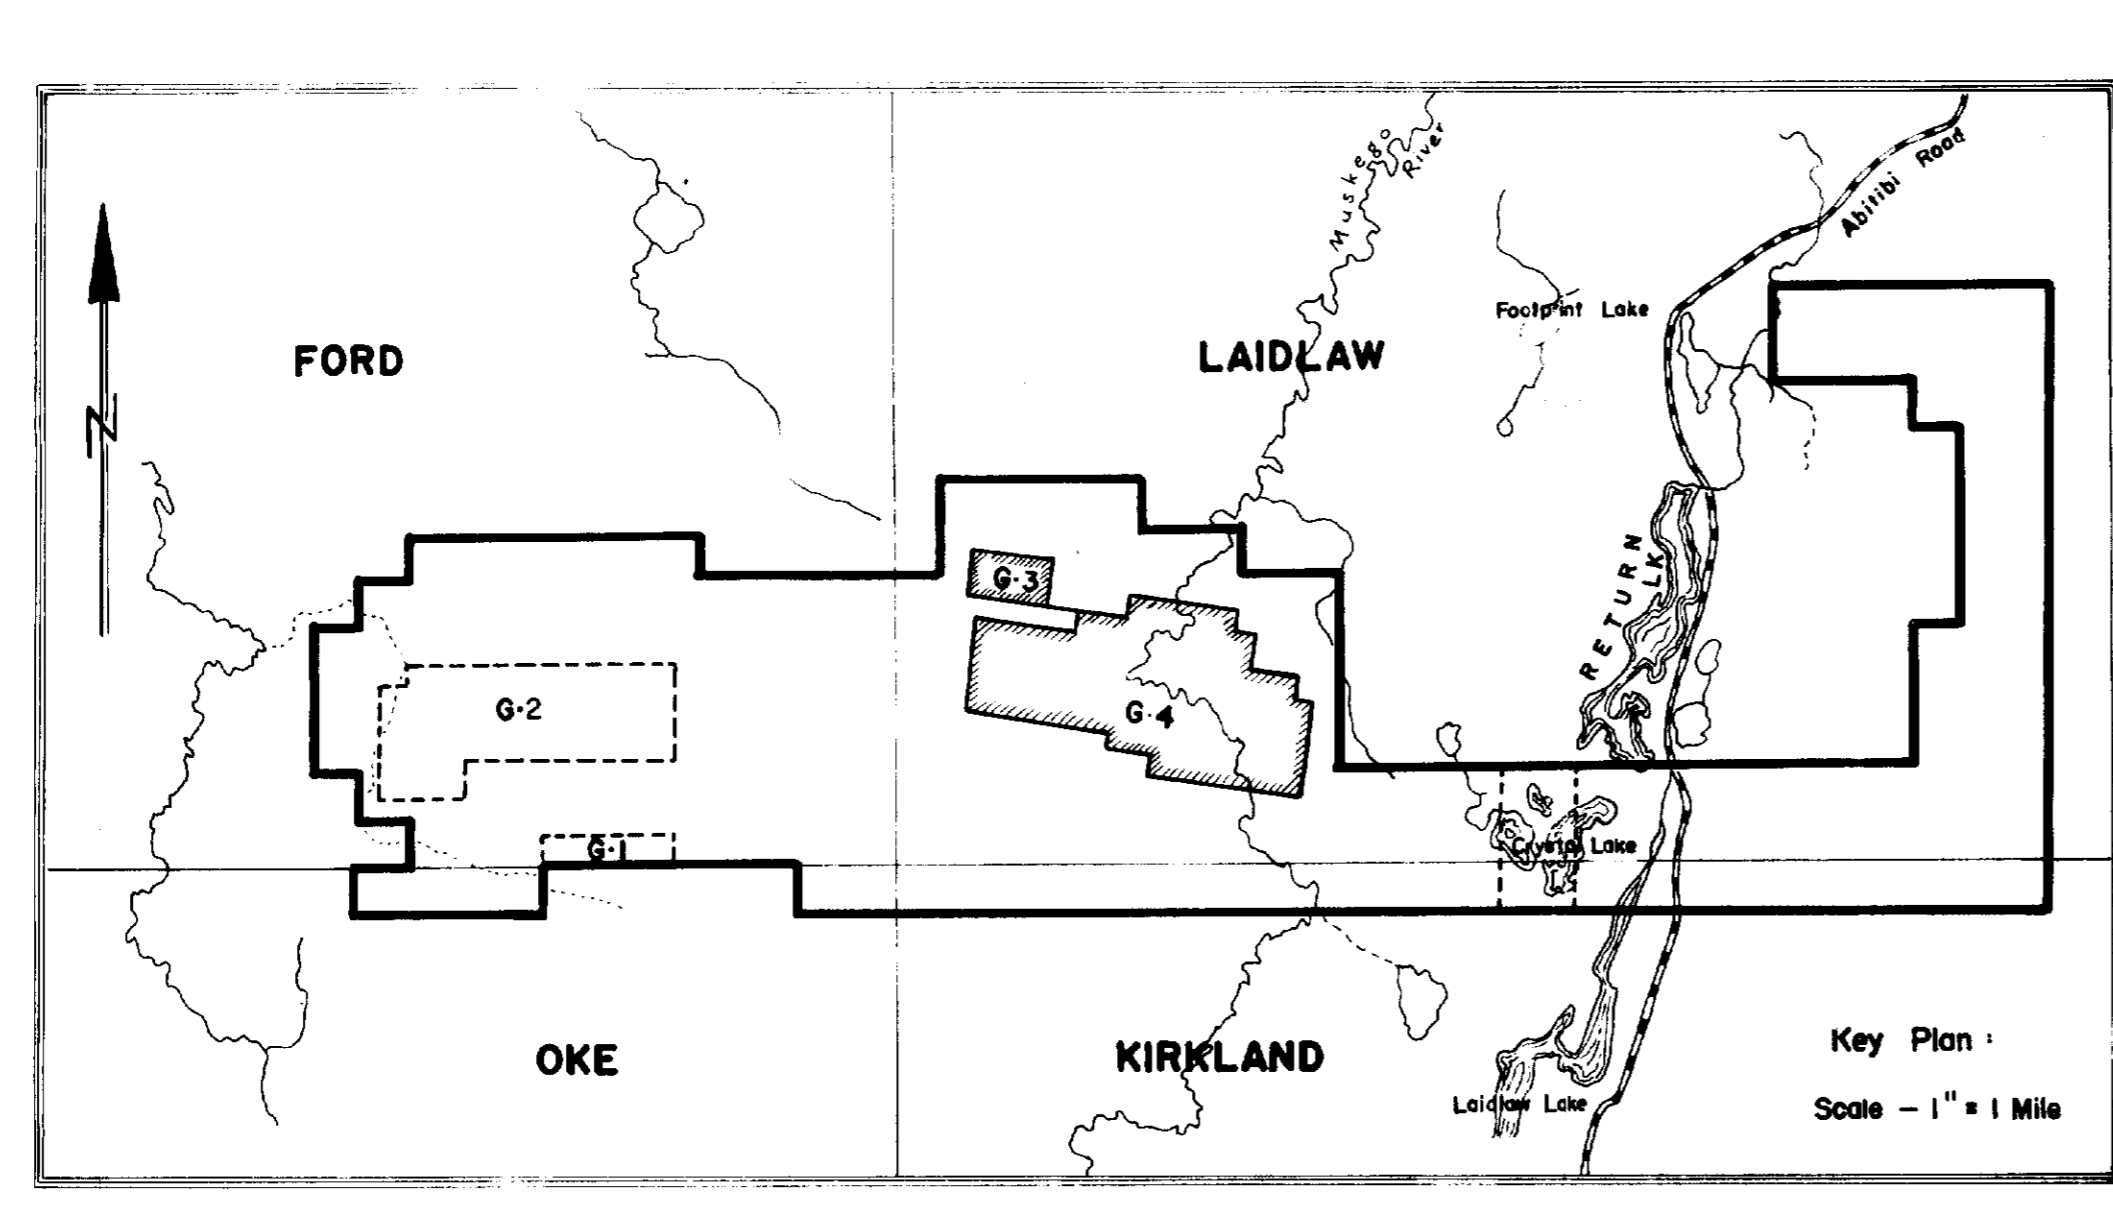 N
FORD
LAIDLAW
Muskego
River
Abitibi Road
Footprint Lake
RETURN
LK
G·3
G·2
G·4
G·1
Crystal Lake
OKE
KIRKLAND
Laidlaw Lake
Key Plan :
Scale - 1" = 1 Mile